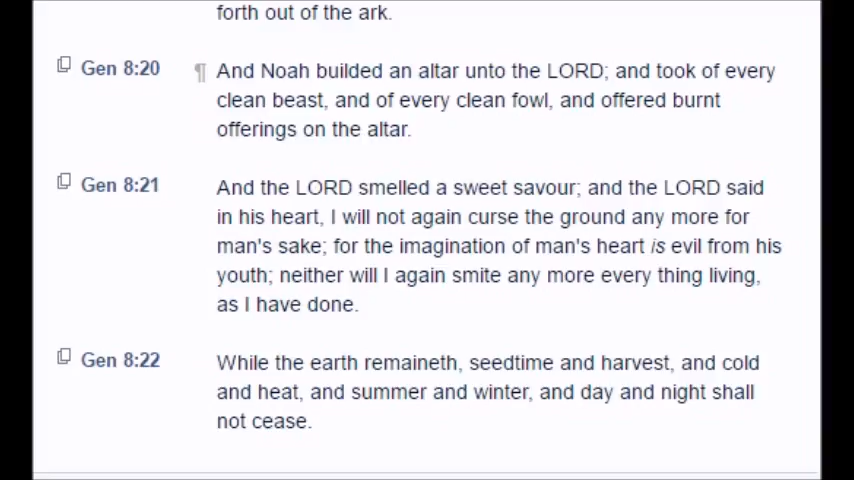 forth out of the ark.
Gen 8:20 ¶ And Noah builded an altar unto the LORD; and took of every
clean beast, and of every clean fowl, and offered burnt
offerings on the altar.
Gen 8:21 And the LORD smelled a sweet savour; and the LORD said
in his heart, I will not again curse the ground any more for
man's sake; for the imagination of man's heart is evil from his
youth; neither will I again smite any more every thing living,
as I have done.
Gen 8:22 While the earth remaineth, seedtime and harvest, and cold
and heat, and summer and winter, and day and night shall
not cease.